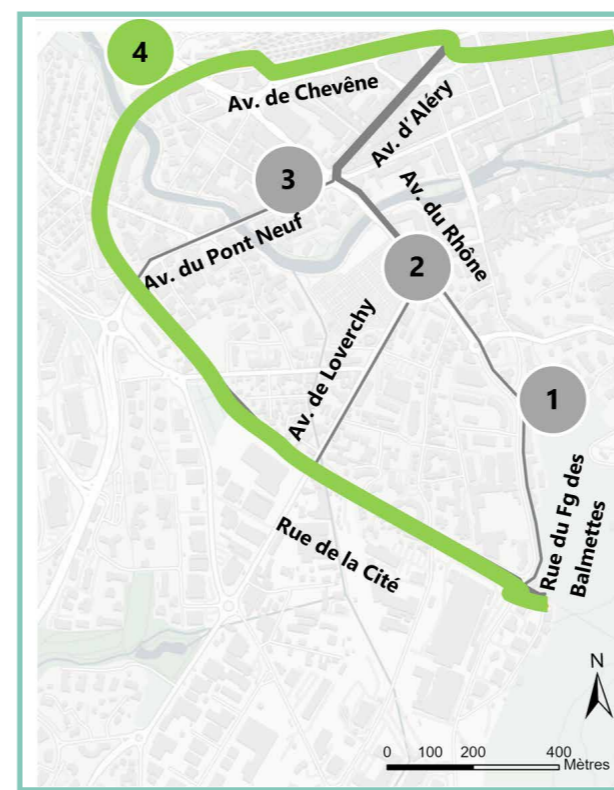 4
Av. de Chevêne
Av. d'Aléry
3
Av. du Rhône
Av. du Pont Neuf
2
Av. de Loverchy
1
Rue du Fg des
Balmettes
Rue de la Cité
N
0 100 200 400
Mètres